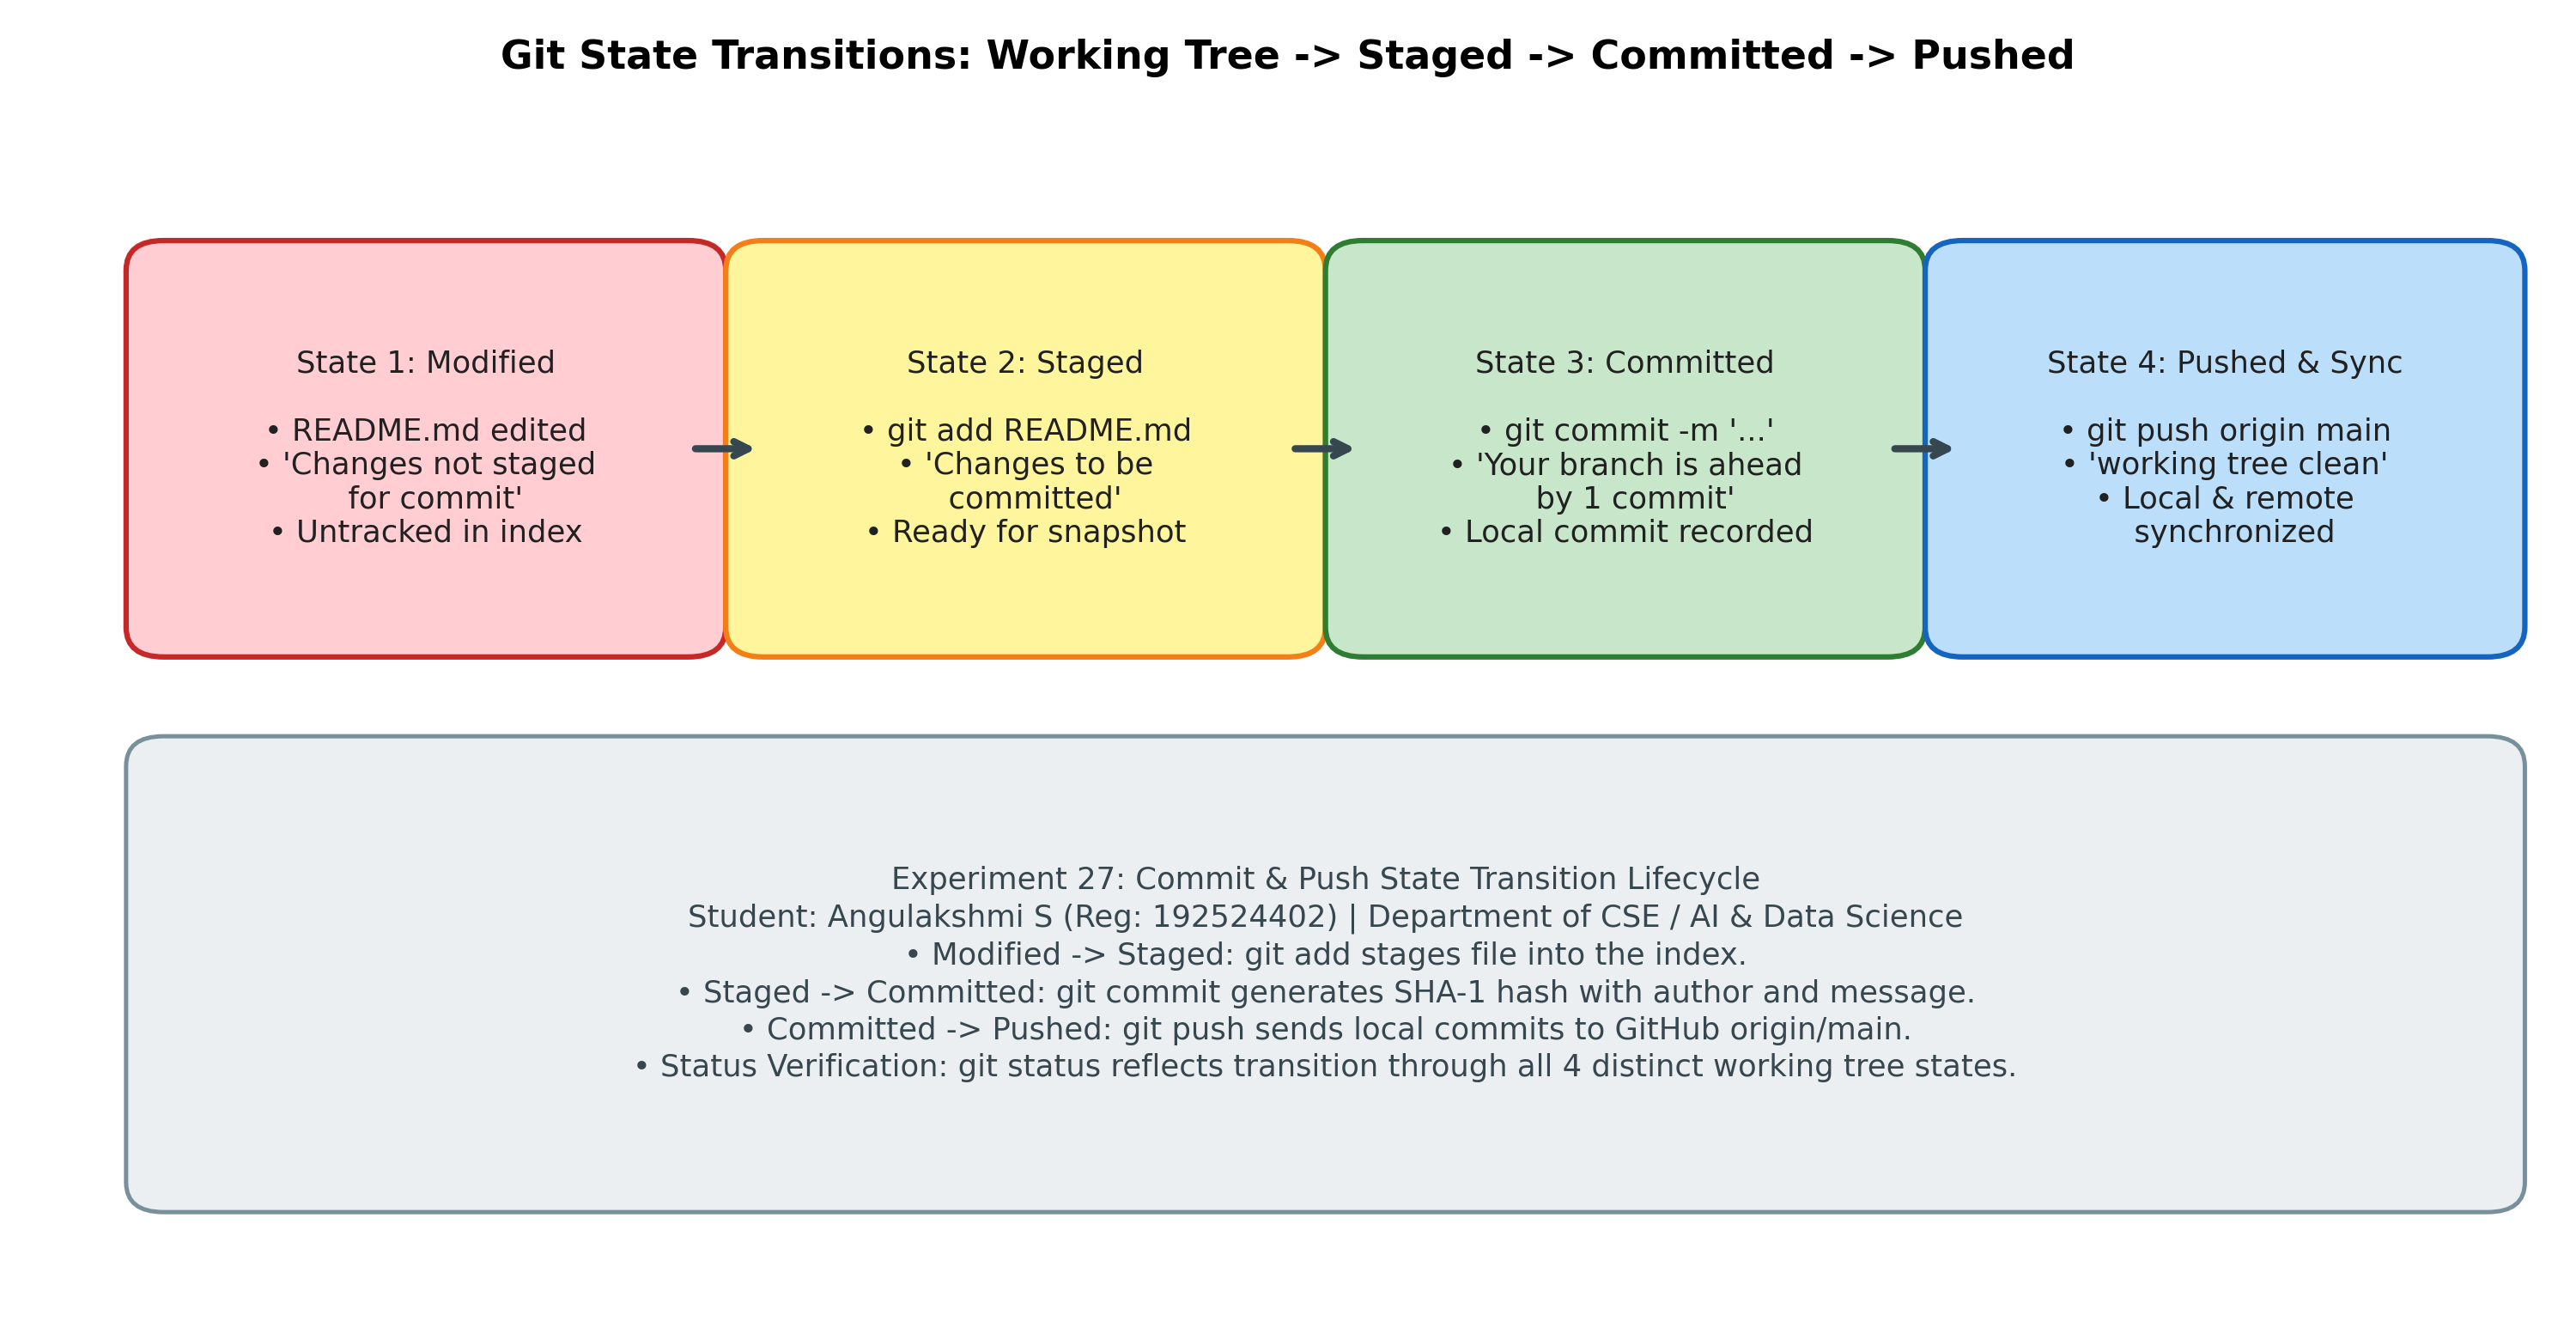 Git State Transitions: Working Tree -> Staged -> Committed -> Pushed
State 1: Modified
• README.md edited
• 'Changes not staged
for commit'
• Untracked in index
State 2: Staged
• git add README.md
• 'Changes to be
committed'
• Ready for snapshot
State 3: Committed
• git commit -m '...'
• 'Your branch is ahead
by 1 commit'
• Local commit recorded
State 4: Pushed & Sync
• git push origin main
• 'working tree clean'
• Local & remote
synchronized
Experiment 27: Commit & Push State Transition Lifecycle
Student: Angulakshmi S (Reg: 192524402) | Department of CSE / AI & Data Science
• Modified -> Staged: git add stages file into the index.
• Staged -> Committed: git commit generates SHA-1 hash with author and message.
• Committed -> Pushed: git push sends local commits to GitHub origin/main.
• Status Verification: git status reflects transition through all 4 distinct working tree states.